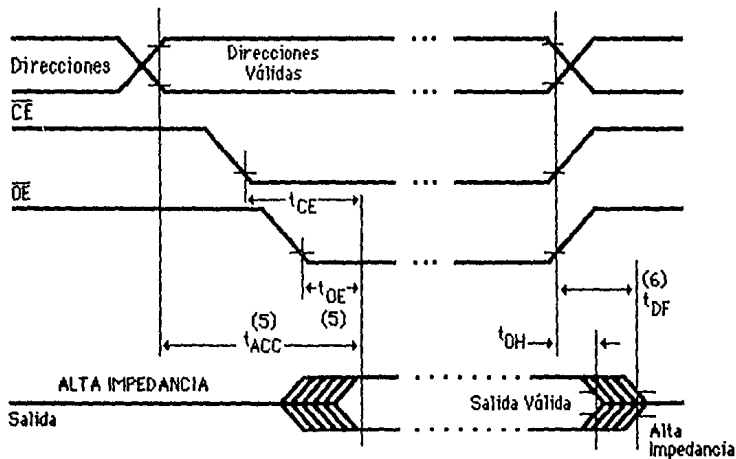 Direcciones
Direcciones
Válidas
CE
tCE
OE
tOE
(5)
(5)
tACC
(6)
tDF
tOH
ALTA IMPEDANCIA
Salida
Salida Válida
Alta
Impedancia